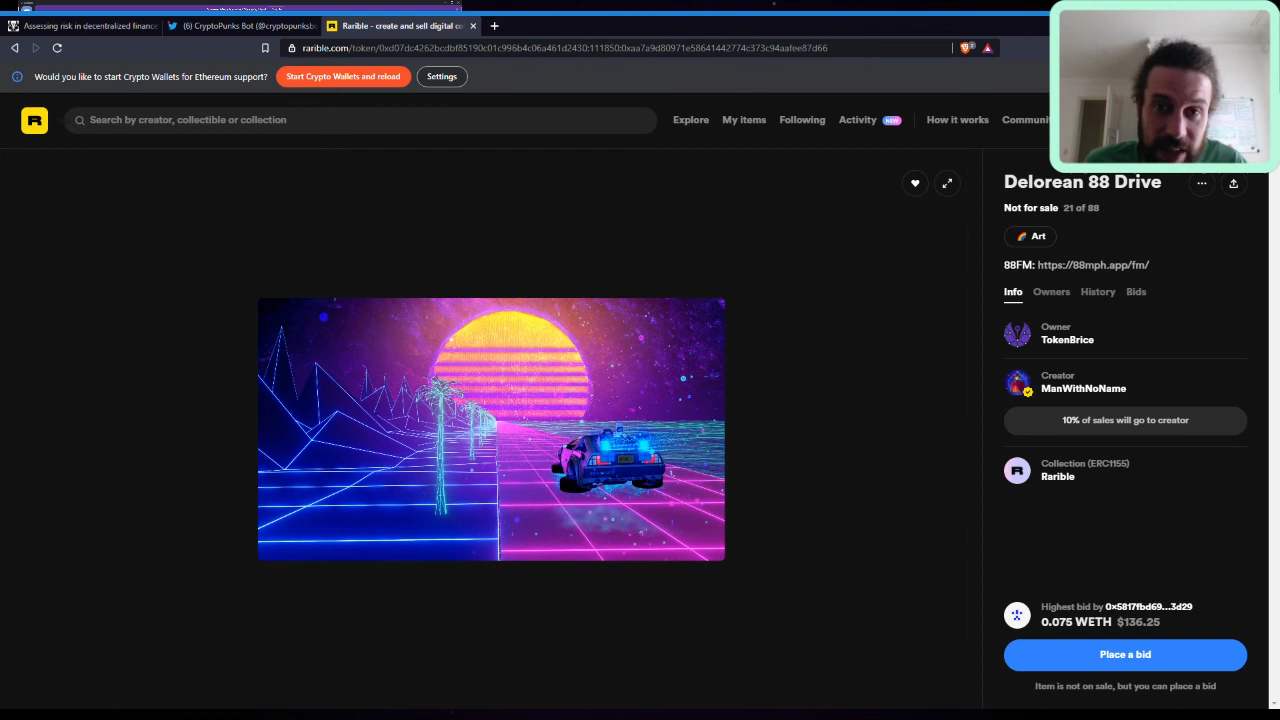 Assessing risk in decentralized finance
(6) CryptoPunks Bot (@cryptopunksbo
Rarible - create and sell digital co
rarible.com/token/0xd07dc4262bcdbf85190c01c996b4c06a461d2430:111850:0xaa7a9d80971e58641442774c373c94aafee87d66
2
Would you like to start Crypto Wallets for Ethereum support?
Start Crypto Wallets and reload
Settings
R
Search by creator, collectible or collection
Explore
My items
Following
Activity NEW
How it works
Commun
Delorean 88 Drive
Not for sale 21 of 88
Art
88FM: https://88mph.app/fm/
Info Owners History Bids
Owner
TokenBrice
Creator
ManWithNoName
10% of sales will go to creator
R
Collection (ERC1155)
Rarible
Highest bid by 0x5817fbd69...3d29
0.075 WETH $136.25
Place a bid
Item is not on sale, but you can place a bid